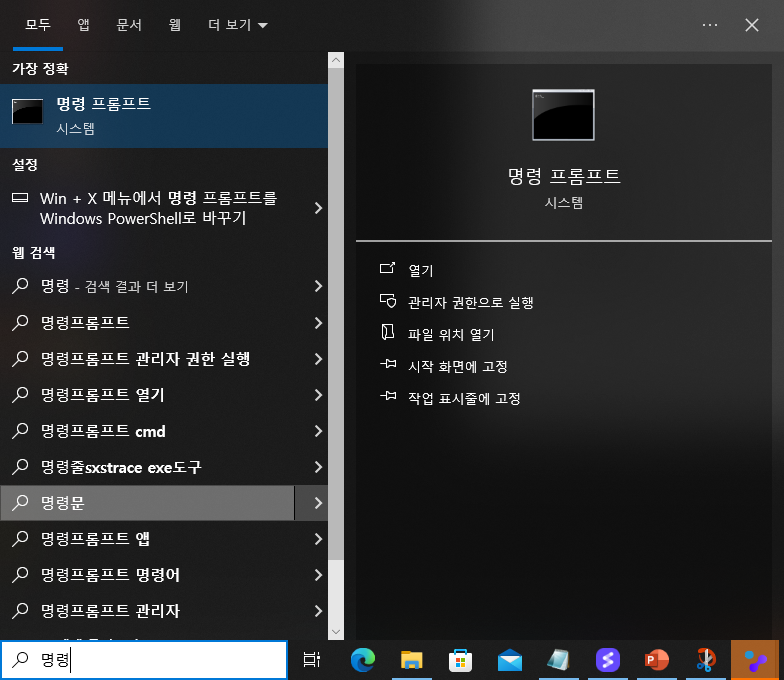 모두 앱 문서 웹 더 보기
가장 정확
명령 프롬프트
시스템
설정
Win + X 메뉴에서 명령 프롬프트를
Windows PowerShell로 바꾸기
웹 검색
명령 - 검색 결과 더 보기
명령프롬프트
명령프롬프트 관리자 권한 실행
명령프롬프트 열기
명령프롬프트 cmd
명령줄sxstrace exe도구
명령문
명령프롬프트 앱
명령프롬프트 명령어
명령프롬프트 관리자
명령
명령 프롬프트
시스템
열기
관리자 권한으로 실행
파일 위치 열기
시작 화면에 고정
작업 표시줄에 고정